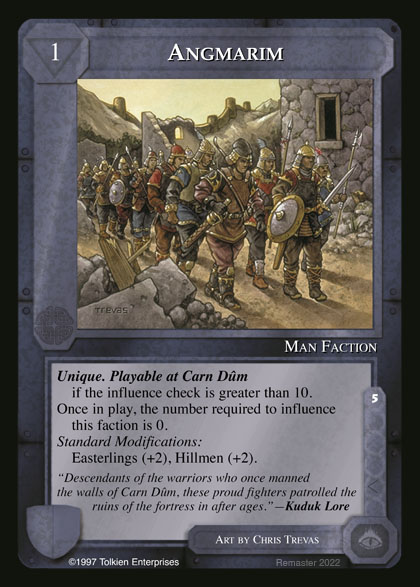 1
ANGMARIM
TREVAS
MAN FACTION
Unique. Playable at Carn Dûm
if the influence check is greater than 10.
Once in play, the number required to influence
this faction is 0.
Standard Modifications:
Easterlings (+2), Hillmen (+2).
5
“Descendants of the warriors who once manned
the walls of Carn Dûm, these proud fighters patrolled the
ruins of the fortress in after ages.”—Kuduk Lore
ART BY CHRIS TREVAS
©1997 Tolkien Enterprises
Remaster 2022